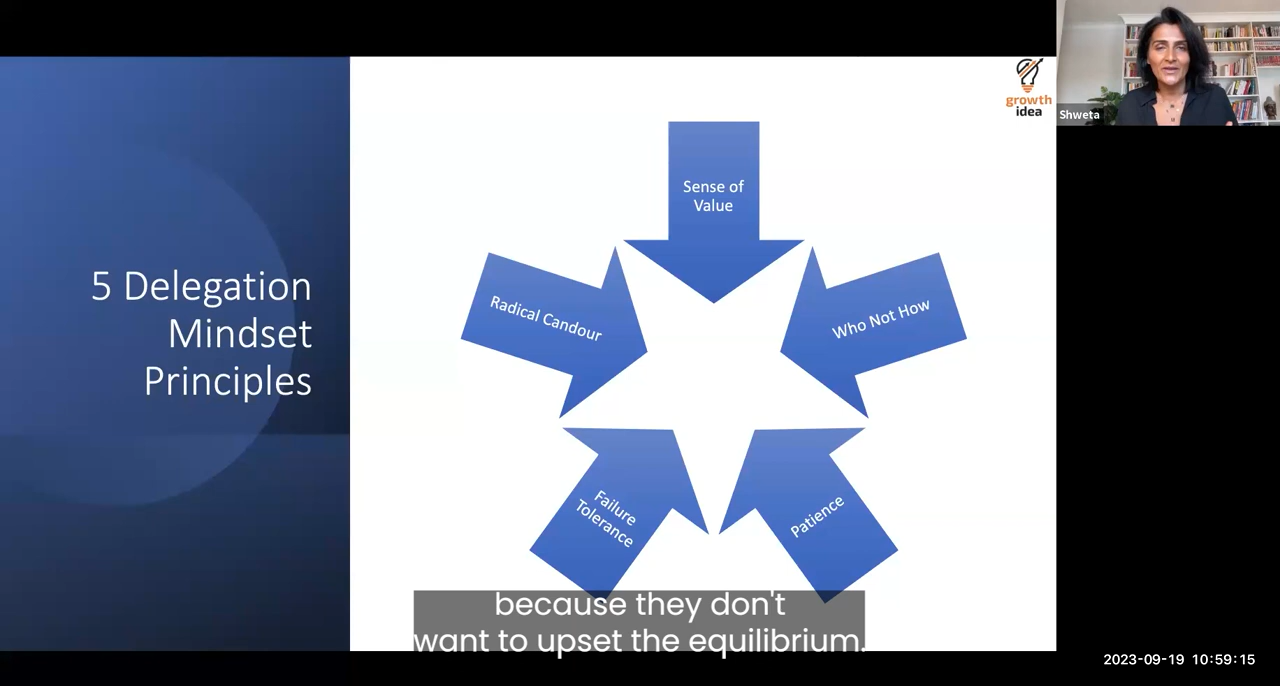 5 Delegation
Mindset
Principles
growth
idea
Sense of
Value
Radical Candour
Who Not How
Failure
Tolerance
Patience
because they don't
want to upset the equilibrium.
Shweta
2023-09-19 10:59:15